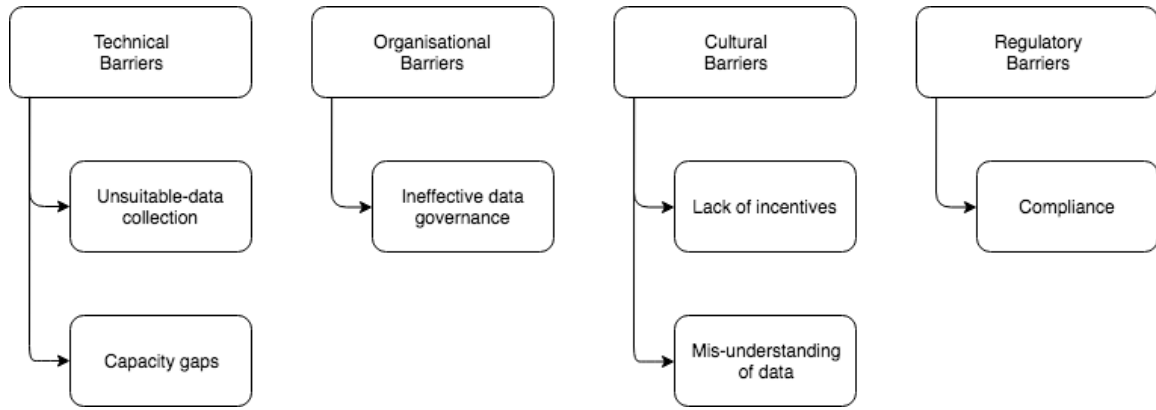 Technical
Barriers
Organisational
Barriers
Cultural
Barriers
Regulatory
Barriers
Unsuitable-data
collection
Ineffective data
governance
Lack of incentives
Compliance
Capacity gaps
Mis-understanding
of data